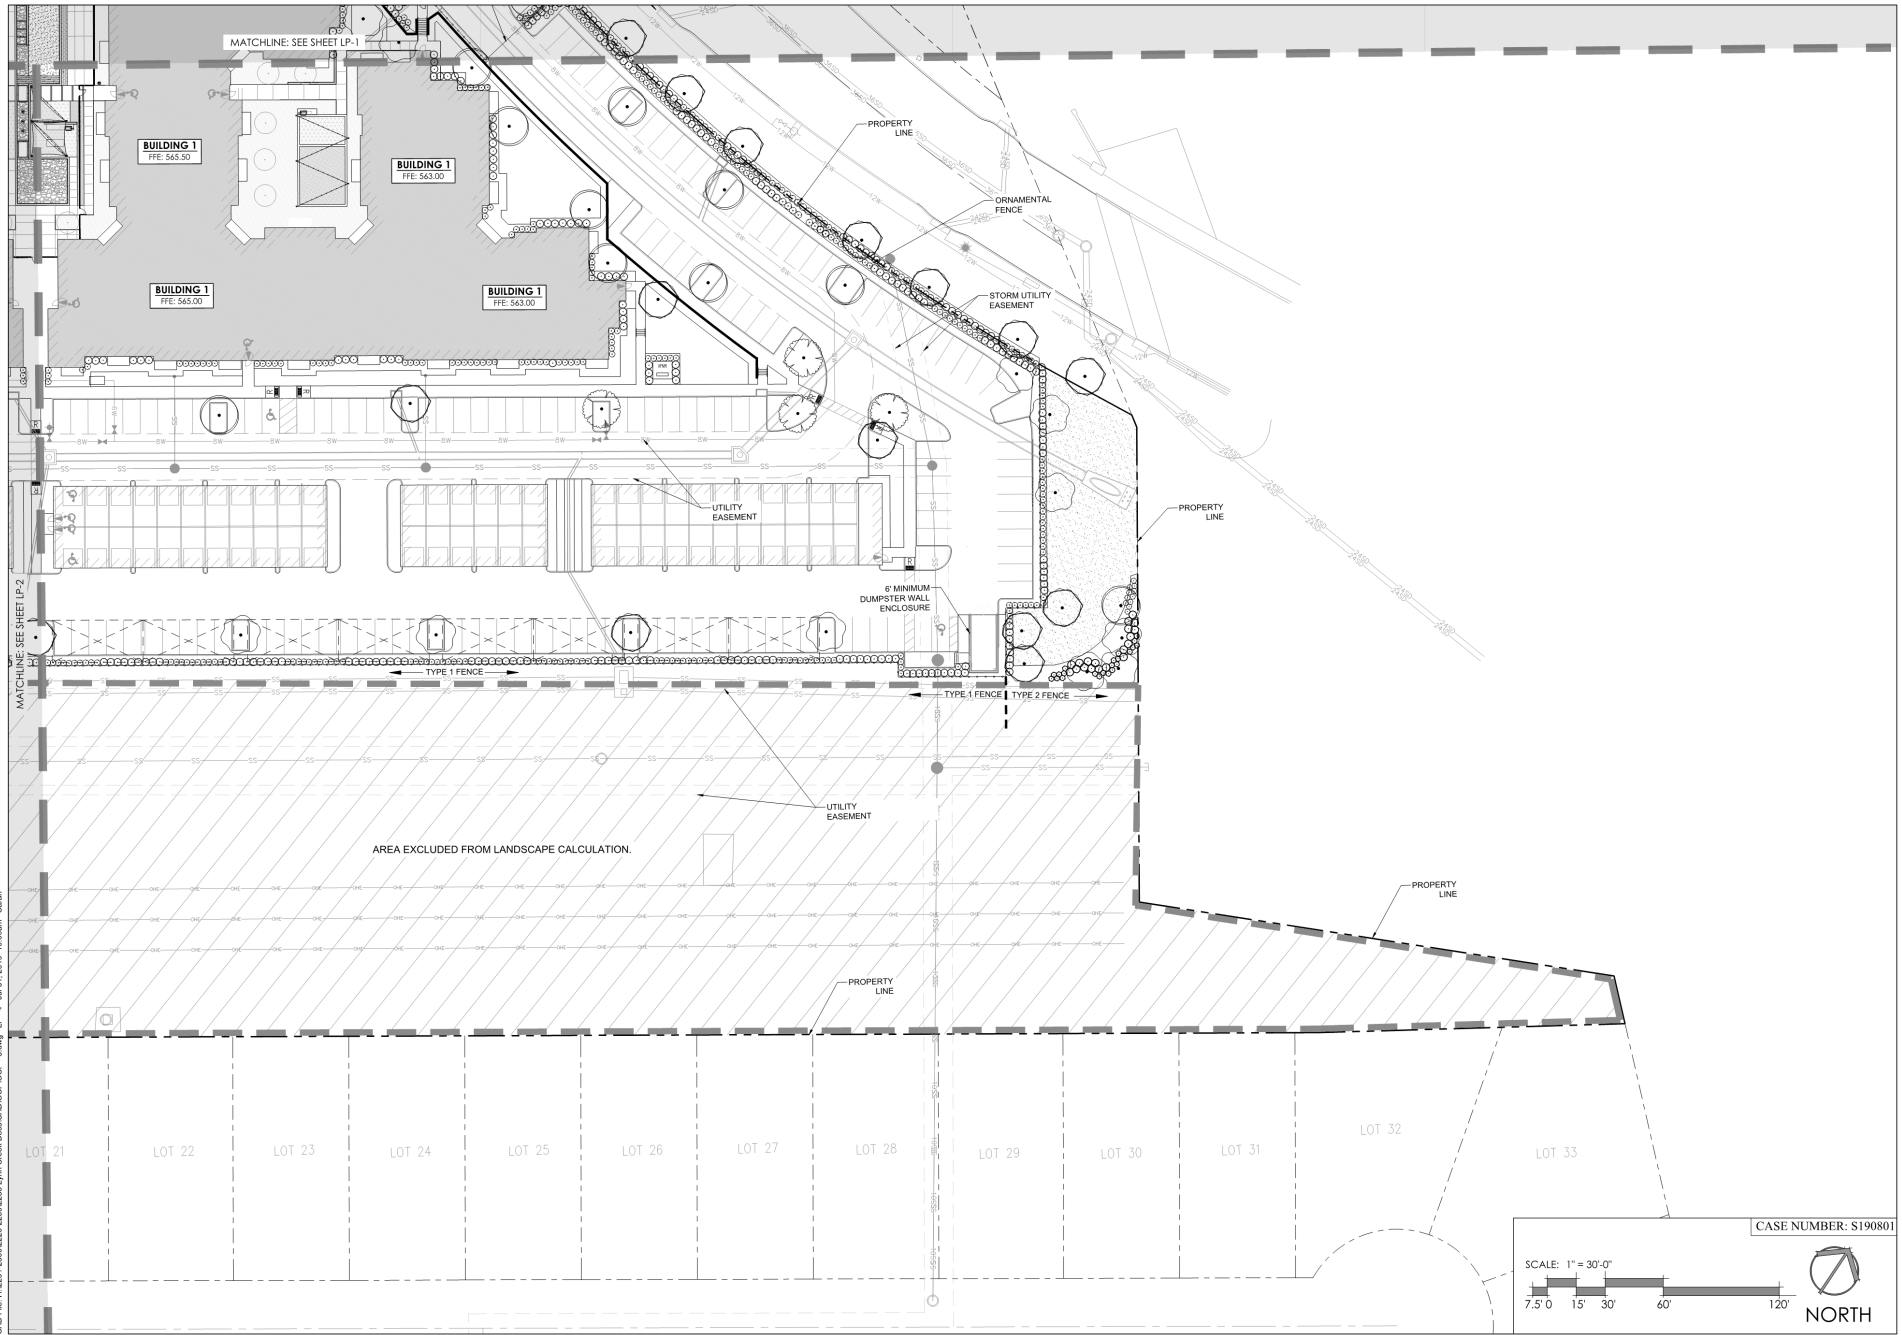 MATCHLINE: SEE SHEET LP-1
BUILDING 1
FFE: 565.50
BUILDING 1
FFE: 563.00
PROPERTY
LINE
ORNAMENTAL
FENCE
BUILDING 1
FFE: 565.00
BUILDING 1
FFE: 563.00
STORM UTILITY
EASEMENT
UTILITY
EASEMENT
PROPERTY
LINE
6' MINIMUM
DUMPSTER WALL
ENCLOSURE
MATCHLINE: SEE SHEET LP-2
TYPE 1 FENCE
TYPE 1 FENCE
TYPE 2 FENCE
UTILITY
EASEMENT
AREA EXCLUDED FROM LANDSCAPE CALCULATION.
PROPERTY
LINE
PROPERTY
LINE
LOT 21
LOT 22
LOT 23
LOT 24
LOT 25
LOT 26
LOT 27
LOT 28
LOT 29
LOT 30
LOT 31
LOT 32
LOT 33
CASE NUMBER: S190801
SCALE: 1" = 30'-0"
7.5' 0 15' 30' 60' 120'
NORTH